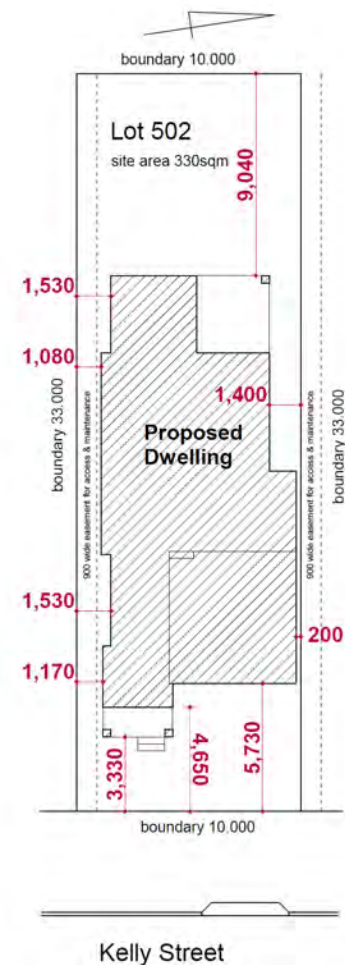 boundary 10.000
Lot 502
site area 330sqm
9,040
1,530
1,080
1,400
boundary 33.000
900 wide easement for access & maintenance
Proposed
Dwelling
900 wide easement for access & maintenance
boundary 33.000
1,530
200
1,170
3,330
4,650
5,730
boundary 10.000
Kelly Street